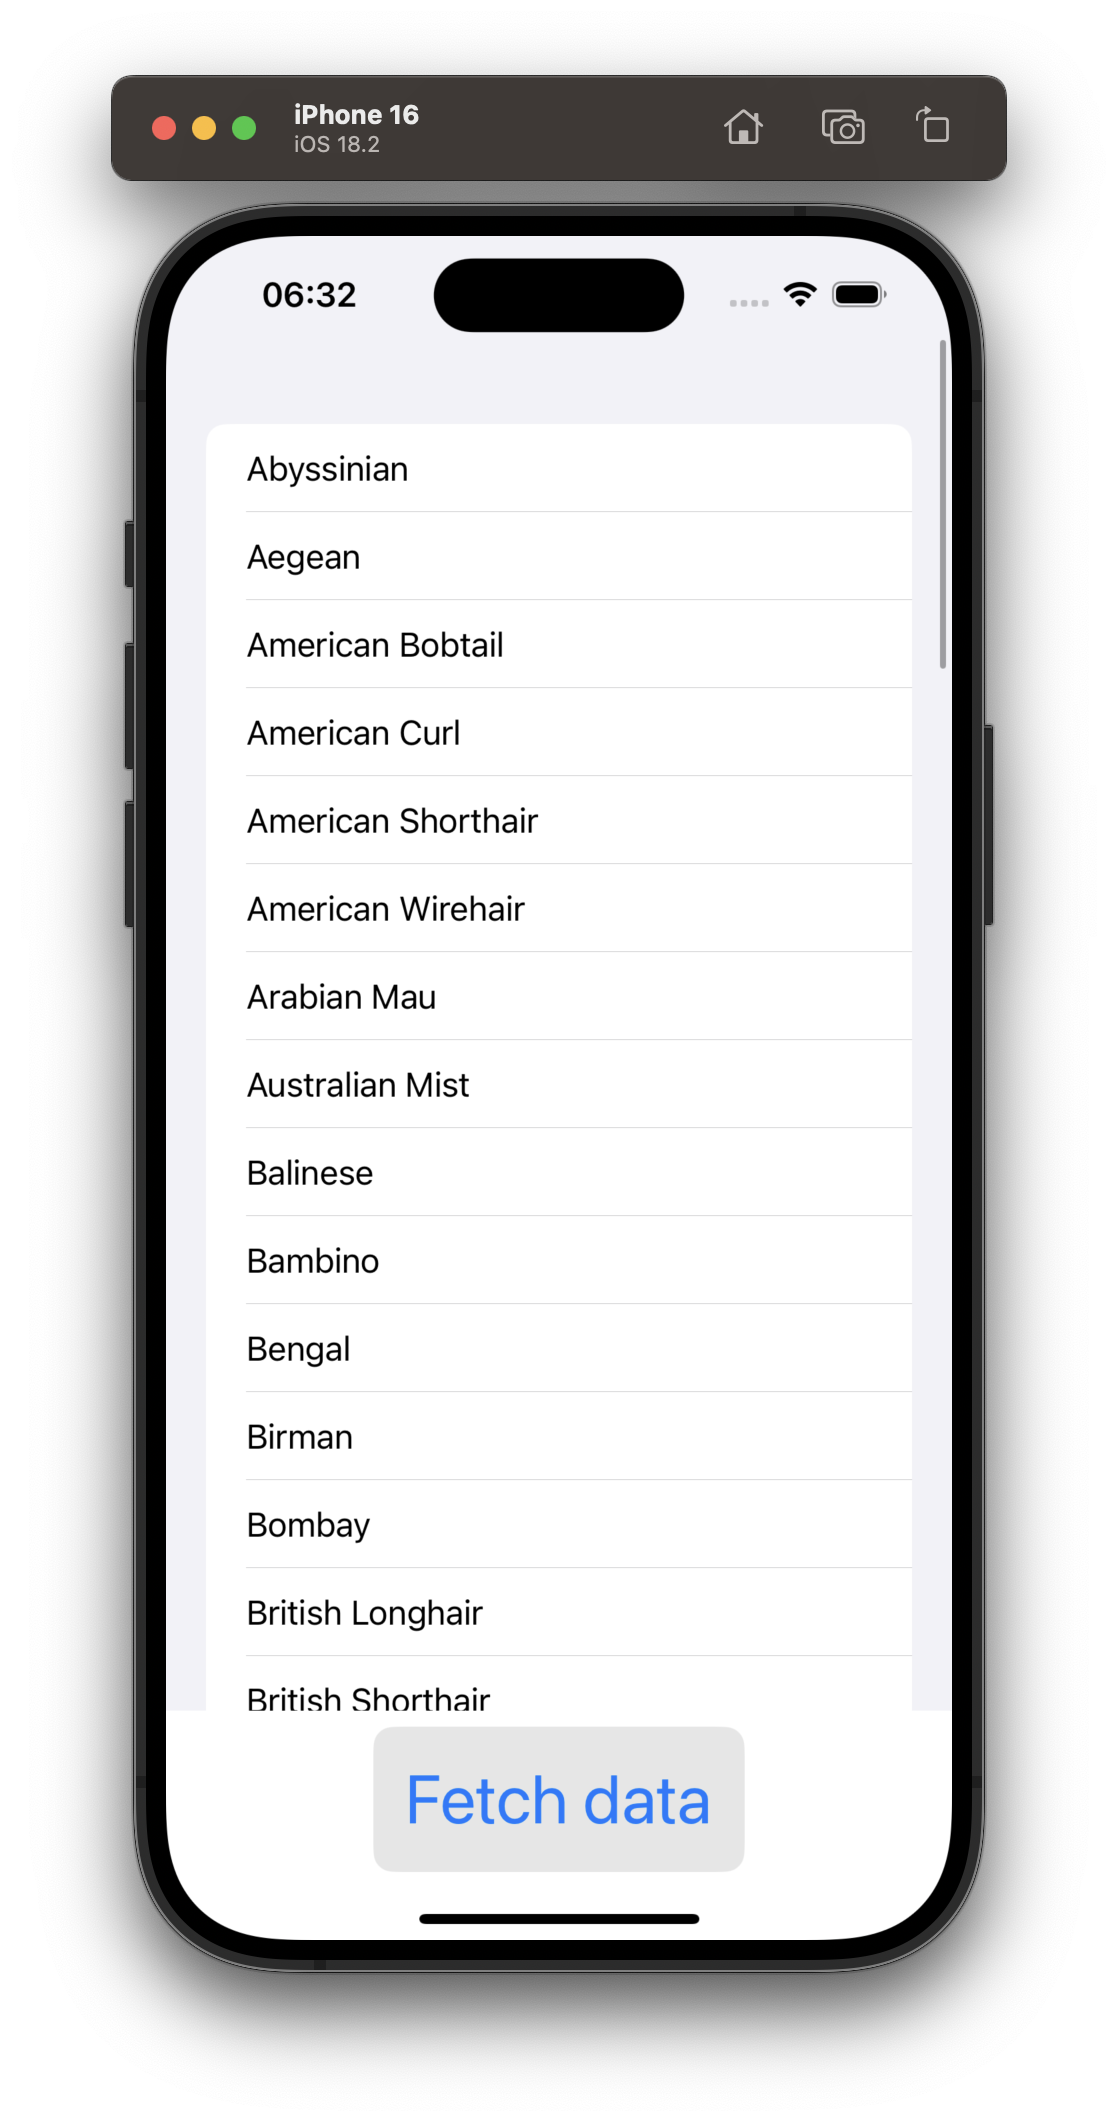 iPhone 16
iOS 18.2
06:32
Abyssinian
Aegean
American Bobtail
American Curl
American Shorthair
American Wirehair
Arabian Mau
Australian Mist
Balinese
Bambino
Bengal
Birman
Bombay
British Longhair
British Shorthair
Fetch data